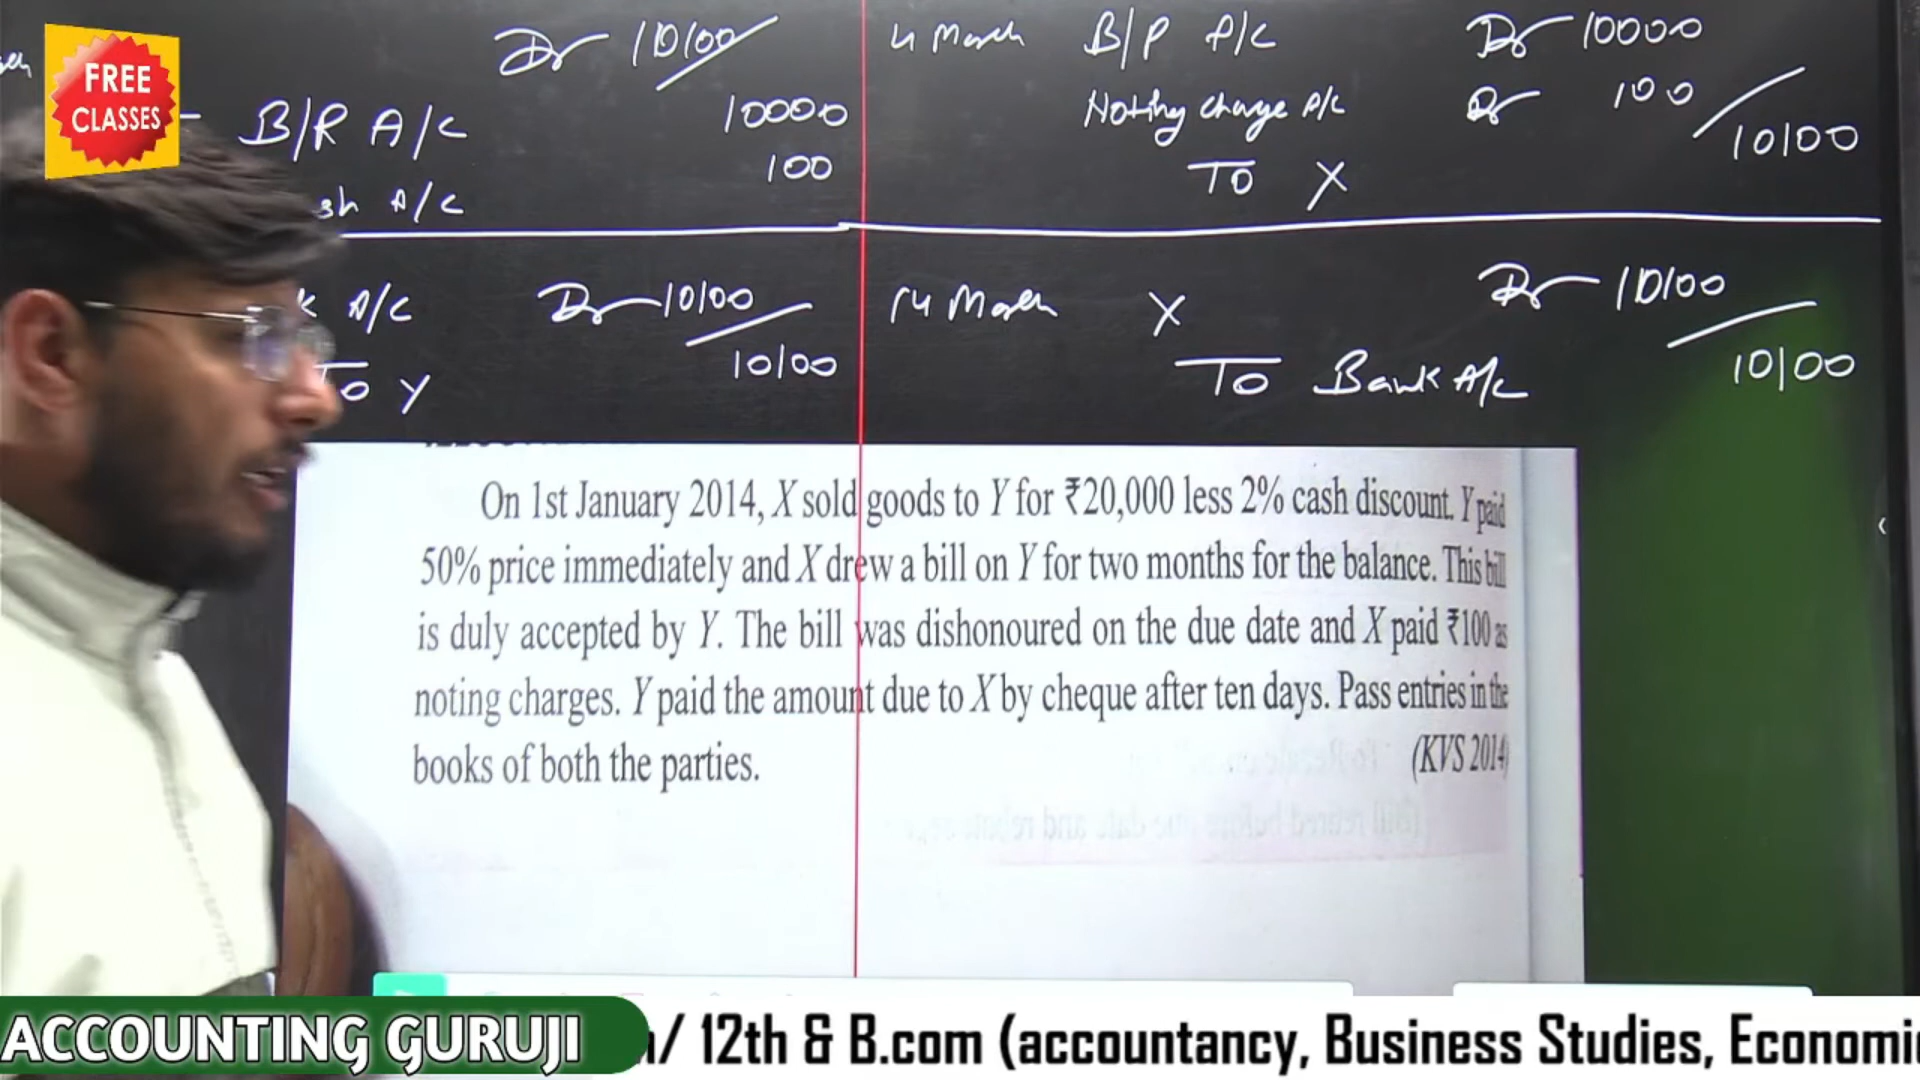 FREE
CLASSES
Dr 10100
B/R A/C 10000
100
sh A/C
4 March B/P A/C Dr 10000
Noting charge A/C Dr 100
10100
TO X
A/C Dr 10100
10100
TO Y
14 March X Dr 10100
TO Bank A/C 10100
On 1st January 2014, X sold goods to Y for ₹20,000 less 2% cash discount. Y paid
50% price immediately and X drew a bill on Y for two months for the balance. This bill
is duly accepted by Y. The bill was dishonoured on the due date and X paid ₹100 as
noting charges. Y paid the amount due to X by cheque after ten days. Pass entries in the
books of both the parties.
(KVS 2014)
ACCOUNTING GURUJI
/ 12th & B.com (accountancy, Business Studies, Economi